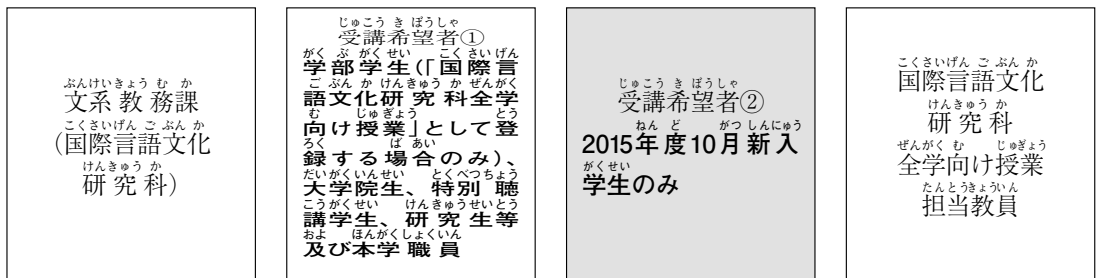 ぶんけいきょう む か
文系教務課
こくさいげん ご ぶん か
（国際言語文化
けんきゅう か
研究科）
じゅこう き ぼうしゃ
受講希望者①
がく ぶ がくせい こくさいげん
学部学生（「国際言
ご ぶん か けんきゅう か ぜんがく
語文化研究科全学
む じゅぎょう とう
向け授業」として登
ろく ば あい
録する場合のみ）、
だいがくいんせい とくべつちょう
大学院生、特別聴
こうがくせい けんきゅうせいとう
講学生、研究生等
およ ほんがくしょくいん
及び本学職員
じゅこう き ぼうしゃ
受講希望者②
ねん ど がつ しんにゅう
2015年度10月新入
がくせい
学生のみ
こくさいげん ご ぶん か
国際言語文化
けんきゅう か
研究科
ぜんがく む じゅぎょう
全学向け授業
たんとうきょういん
担当教員